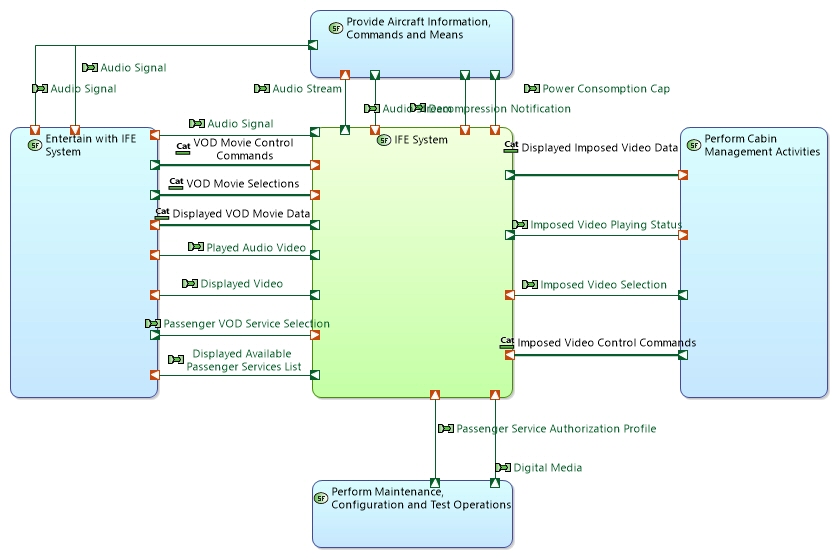 SF Provide Aircraft Information,
Commands and Means
Audio Signal
Audio Signal
Audio Stream
Power Consomption Cap
Audio Stream
Decompression Notification
SF Entertain with IFE
System
Audio Signal
SF IFE System
SF Perform Cabin
Management Activities
Cat VOD Movie Control
Commands
Cat Displayed Imposed Video Data
Cat VOD Movie Selections
Cat Displayed VOD Movie Data
Imposed Video Playing Status
Played Audio Video
Displayed Video
Imposed Video Selection
Passenger VOD Service Selection
Cat Imposed Video Control Commands
Displayed Available
Passenger Services List
Passenger Service Authorization Profile
Digital Media
SF Perform Maintenance,
Configuration and Test Operations